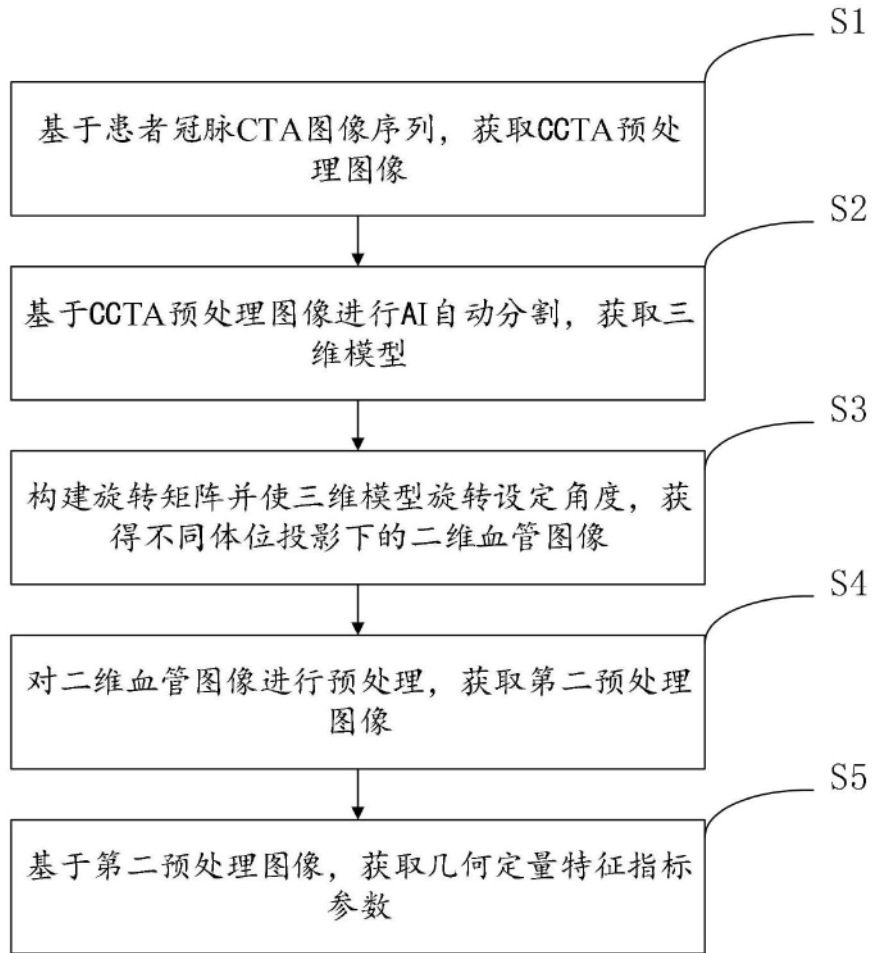 S1
基于患者冠脉CTA图像序列，获取CCTA预处
理图像
S2
基于CCTA预处理图像进行AI自动分割，获取三
维模型
S3
构建旋转矩阵并使三维模型旋转设定角度，获
得不同体位投影下的二维血管图像
S4
对二维血管图像进行预处理，获取第二预处理
图像
S5
基于第二预处理图像，获取几何定量特征指标
参数